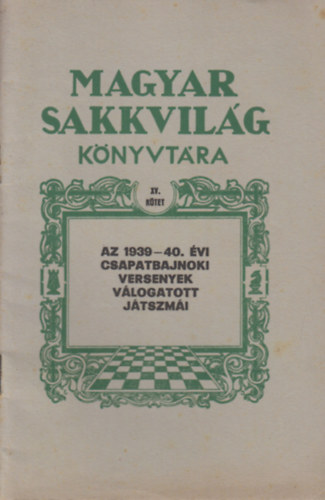 MAGYAR
SAKKVILÁG
KÖNYVTÁRA
XV.
KÖTET
AZ 1939–40. ÉVI
CSAPATBAJNOKI
VERSENYEK
VÁLOGATOTT
JÁTSZMÁI